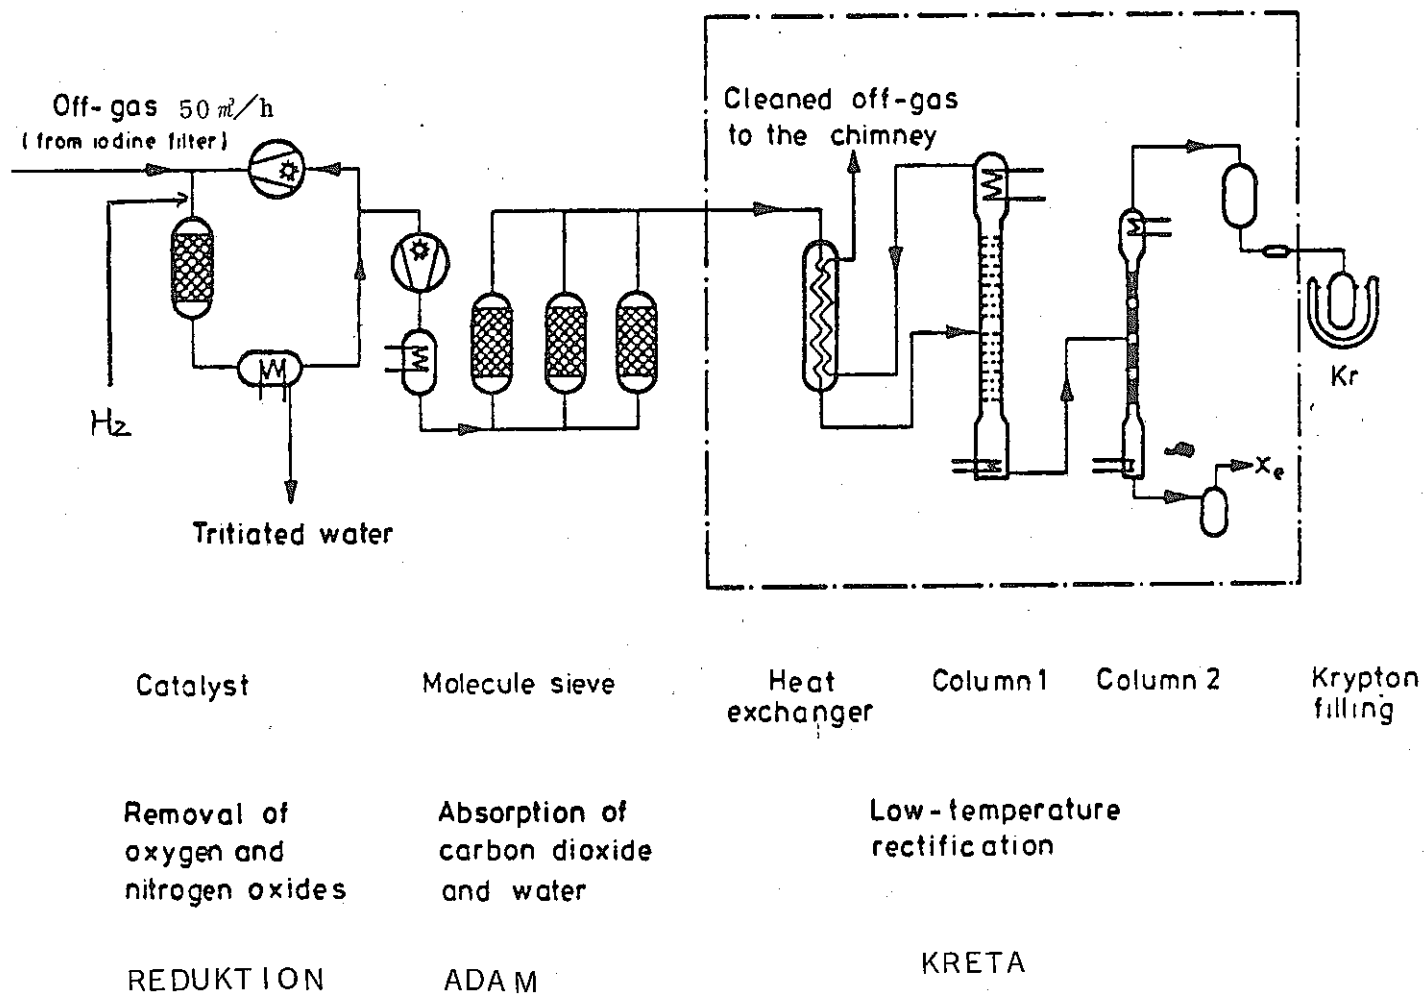 Off-gas 50㎥/h
(from iodine filter)
Cleaned off-gas
to the chimney
H2
Kr
Xe
Tritiated water
Catalyst
Molecule sieve
Heat
exchanger
Column 1
Column 2
Krypton
filling
Removal of
oxygen and
nitrogen oxides
Absorption of
carbon dioxide
and water
Low-temperature
rectification
REDUKTION
ADAM
KRETA